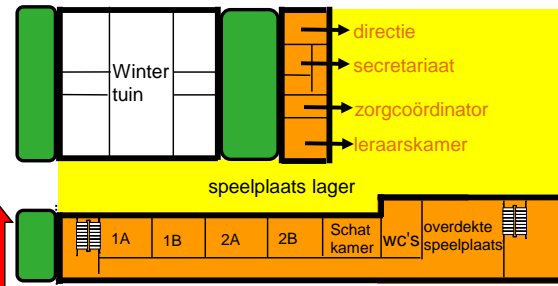 directie
secretariaat
zorgcoördinator
leraarskamer
Winter
tuin
speelplaats lager
1A
1B
2A
2B
Schat
kamer
wc's
overdekte
speelplaats